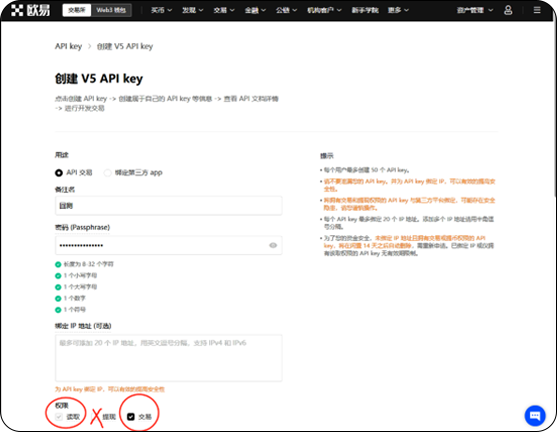 欧易 交易所 Web3 钱包 买币 发现 交易 金融 公链 机构客户 新手学院 更多 资产管理
API key > 创建 V5 API key
创建 V5 API key
点击创建 API key -> 创建属于自己的 API key 等信息 -> 查看 API 文档详情
-> 进行开发交易
用途
API 交易 绑定第三方 app
备注名
密码 (Passphrase)
••••••••••••••
长度为 8-32 个字符
1 个小写字母
1 个大写字母
1 个数字
1 个符号
绑定 IP 地址 (可选)
最多可添加 20 个 IP 地址，用英文逗号分隔，支持 IPv4 和 IPv6
为 API key 绑定 IP，可以有效的提高安全性
权限
读取 X 提现 交易
提示
• 每个用户最多创建 50 个 API key。
• 请不要泄露您的 API key，并为 API key 绑定 IP，可以有效的提高安
全性。
• 将拥有交易和提现权限的 API key 与第三方平台绑定，可能存在安全
隐患，请您谨慎操作。
• 每个 API key 最多绑定 20 个 IP 地址，添加多个 IP 地址请用半角逗
号分隔。
• 为了您的资金安全，未绑定 IP 地址且拥有交易或提币权限的 API
key，将在闲置 14 天之后自动删除，需重新申请。已绑定 IP 或仅拥
有读取权限的 API key 无有效期限制。